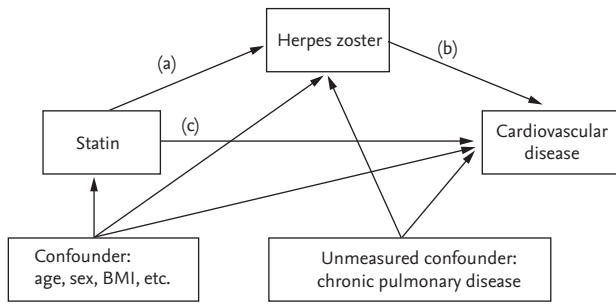 Herpes zoster
(a)
(b)
Statin
(c)
Cardiovascular
disease
Confounder:
age, sex, BMI, etc.
Unmeasured confounder:
chronic pulmonary disease